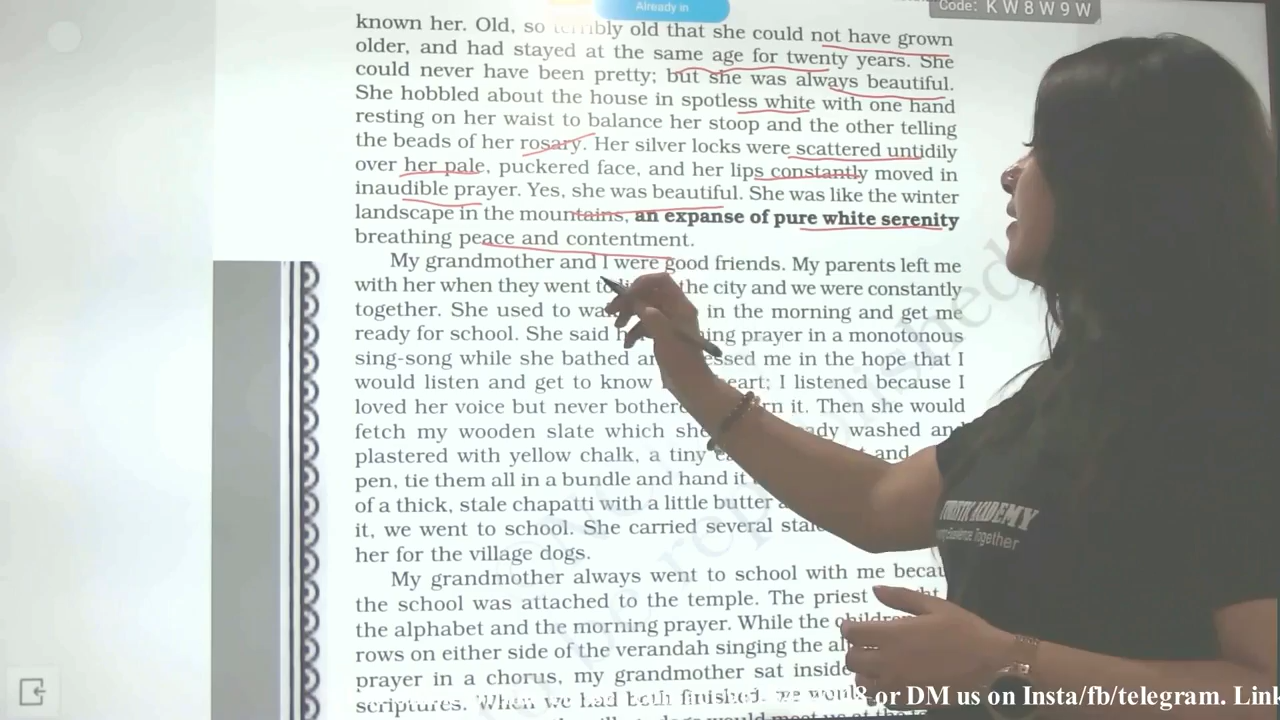 Already in
Code: K W 8 W 9 W
known her. Old, so terribly old that she could not have grown
older, and had stayed at the same age for twenty years. She
could never have been pretty; but she was always beautiful.
She hobbled about the house in spotless white with one hand
resting on her waist to balance her stoop and the other telling
the beads of her rosary. Her silver locks were scattered untidily
over her pale, puckered face, and her lips constantly moved in
inaudible prayer. Yes, she was beautiful. She was like the winter
landscape in the mountains, an expanse of pure white serenity
breathing peace and contentment.
My grandmother and I were good friends. My parents left me
with her when they went to the city and we were constantly
together. She used to in the morning and get me
ready for school. She said prayer in a monotonous
sing-song while she bathed me in the hope that I
would listen and get to know heart; I listened because I
loved her voice but never it. Then she would
fetch my wooden slate which washed and
plastered with yellow chalk, a tiny and
pen, tie them all in a bundle and hand it
of a thick, stale chapatti with a little butter
it, we went to school. She carried several
her for the village dogs.
My grandmother always went to school with me
the school was attached to the temple. The priest
the alphabet and the morning prayer. While the children
rows on either side of the verandah singing the
prayer in a chorus, my grandmother sat inside
scriptures. When we had both finished, we would
ACADEMY
Together
8 or DM us on Insta/fb/telegram. Link